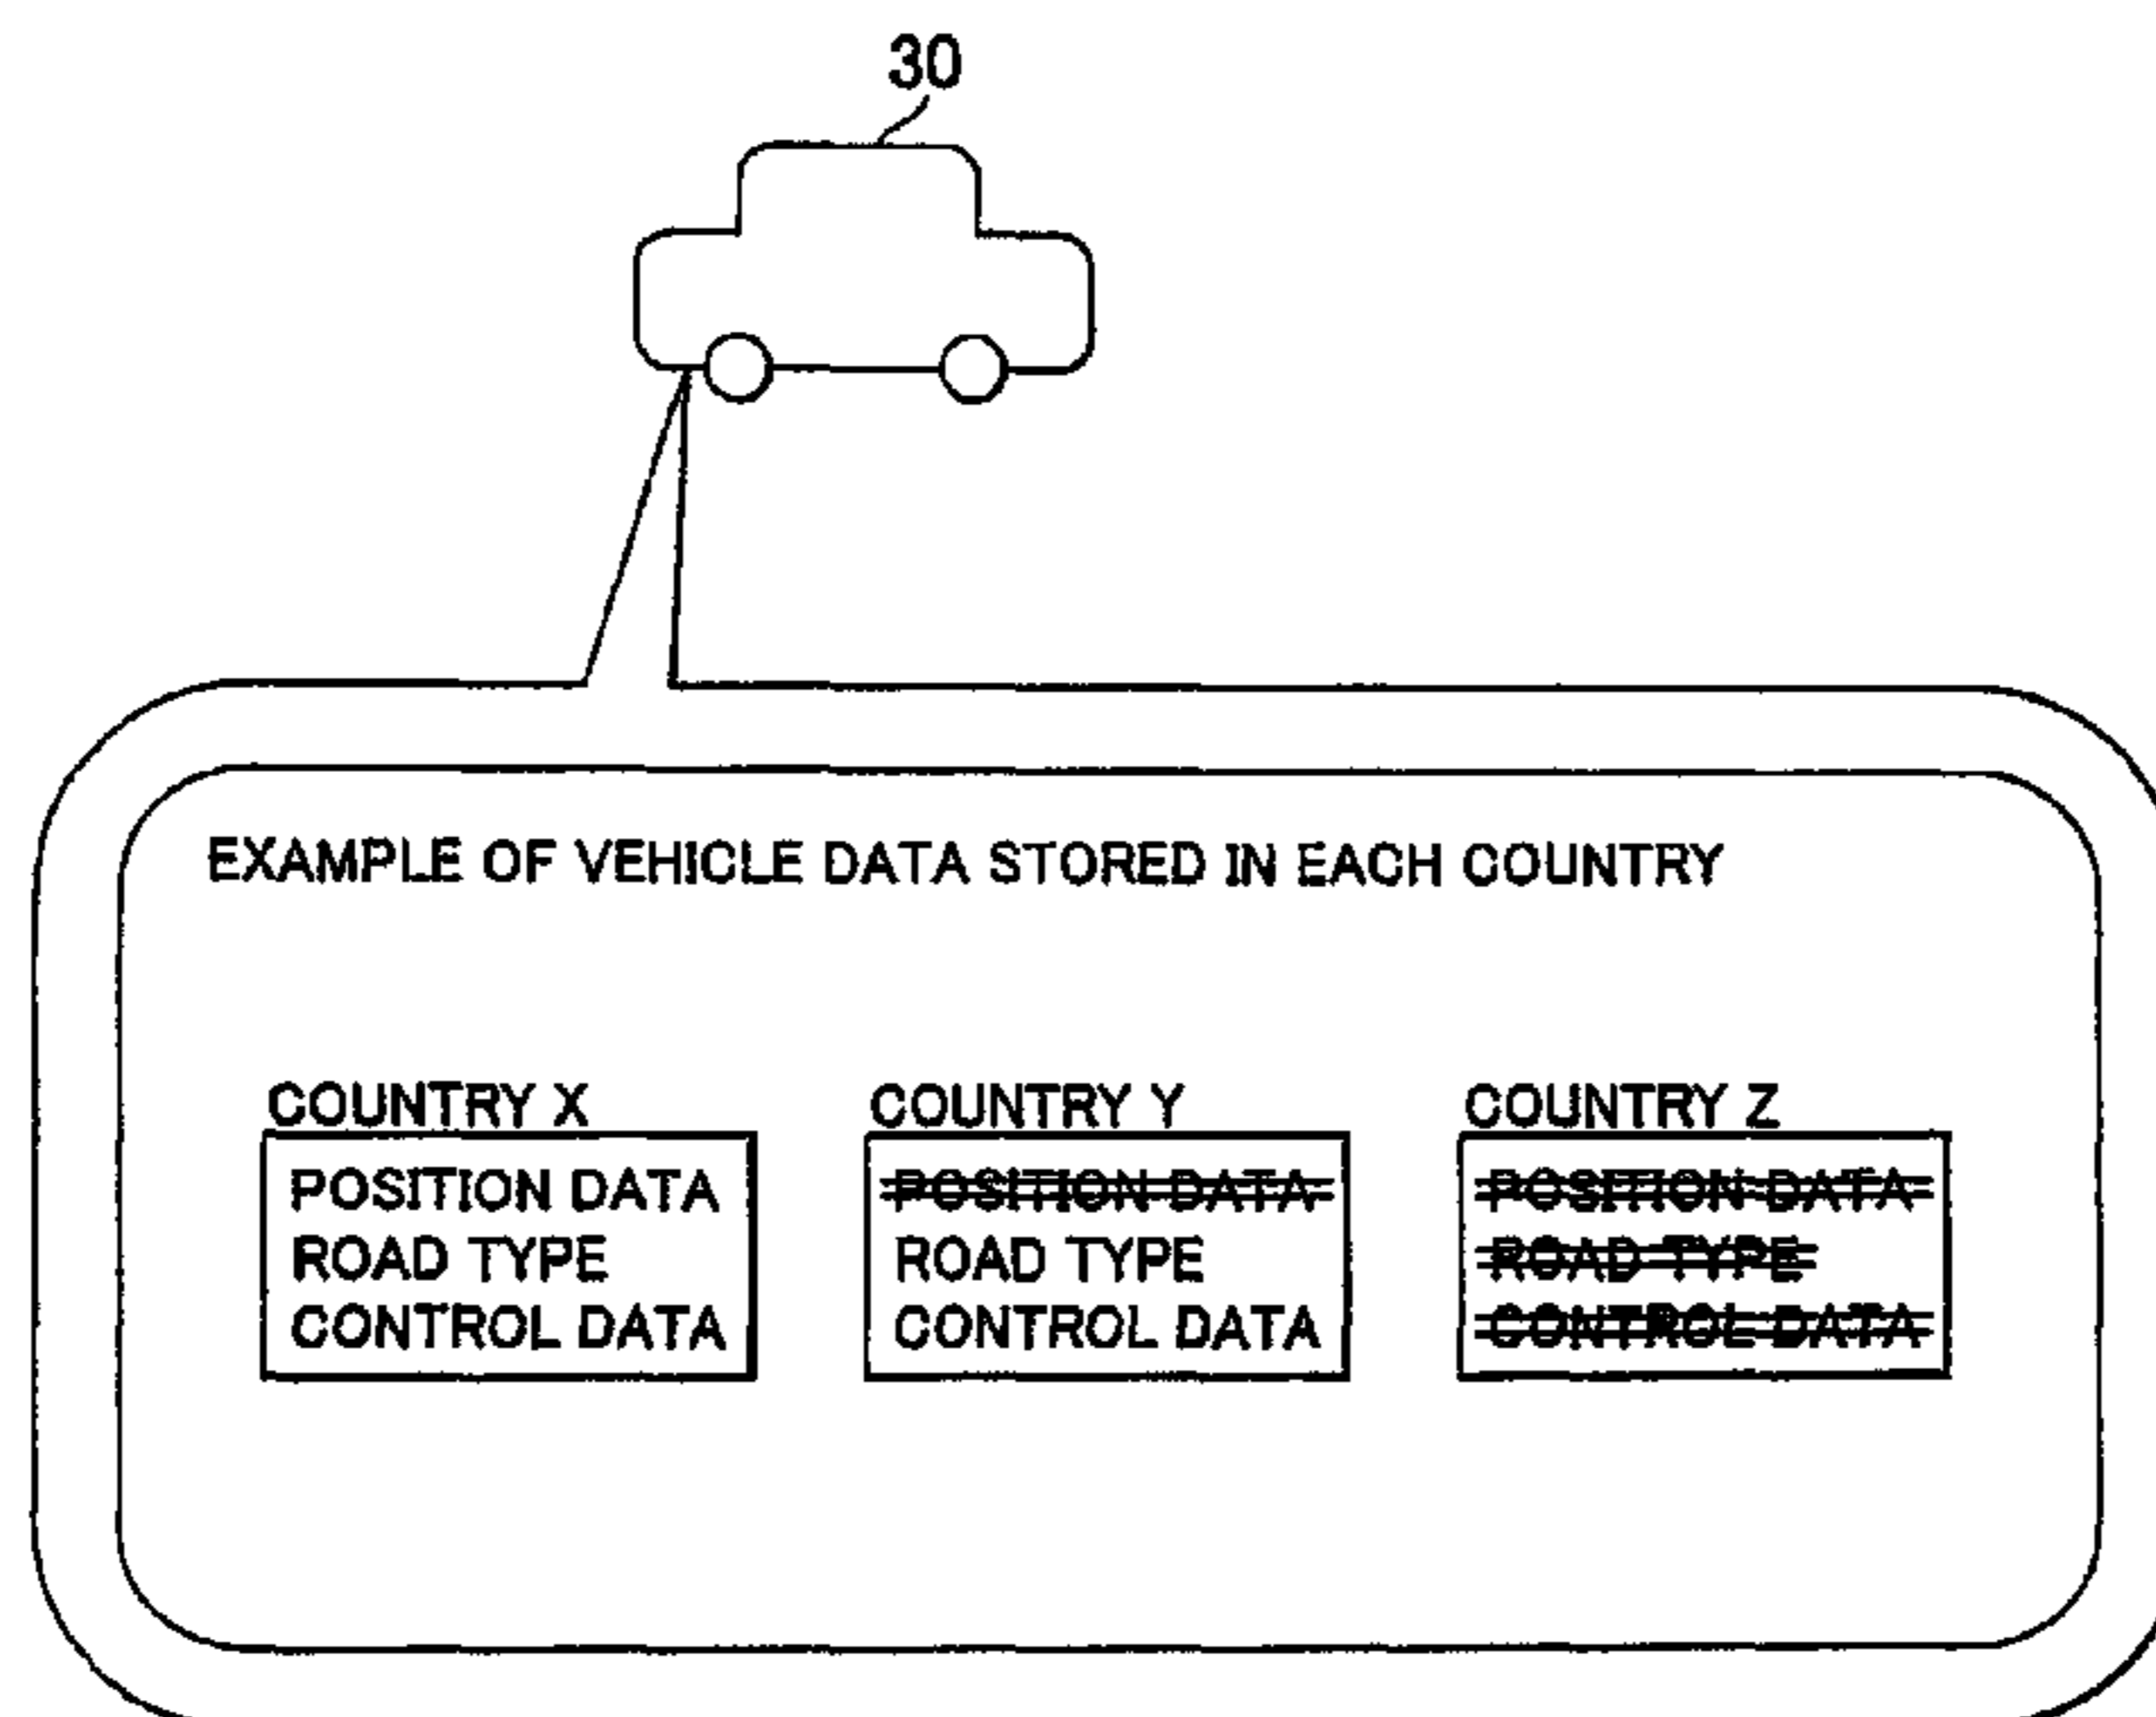 30
EXAMPLE OF VEHICLE DATA STORED IN EACH COUNTRY
COUNTRY X
POSITION DATA
ROAD TYPE
CONTROL DATA
COUNTRY Y
POSITION DATA
ROAD TYPE
CONTROL DATA
COUNTRY Z
POSITION DATA
ROAD TYPE
CONTROL DATA